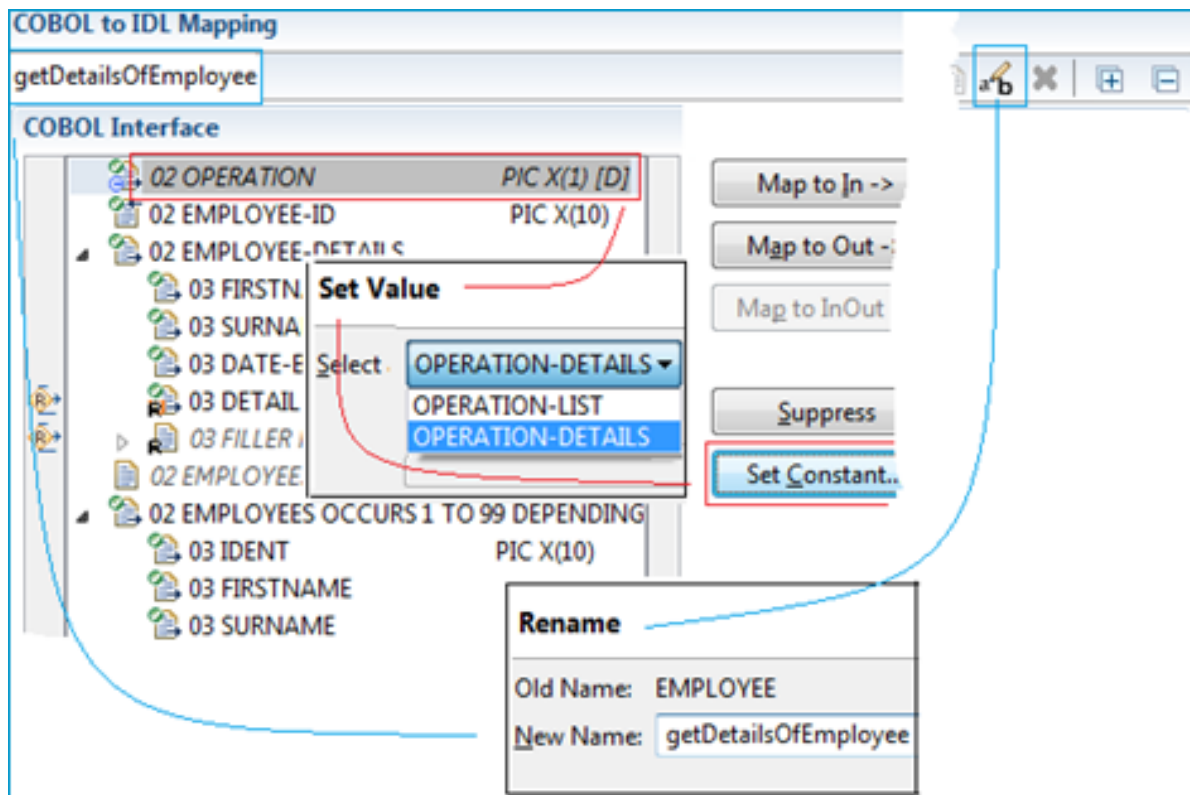 COBOL to IDL Mapping
getDetailsOfEmployee
COBOL Interface
02 OPERATION PIC X(1) [D]
02 EMPLOYEE-ID PIC X(10)
02 EMPLOYEE-DETAILS
03 FIRSTN
03 SURNA
03 DATE-E
03 DETAIL
03 FILLER
02 EMPLOYEE
02 EMPLOYEES OCCURS 1 TO 99 DEPENDING
03 IDENT PIC X(10)
03 FIRSTNAME
03 SURNAME
Set Value
Select OPERATION-DETAILS
OPERATION-LIST
OPERATION-DETAILS
Map to In ->
Map to Out -
Map to InOut
Suppress
Set Constant..
Rename
Old Name: EMPLOYEE
New Name: getDetailsOfEmployee